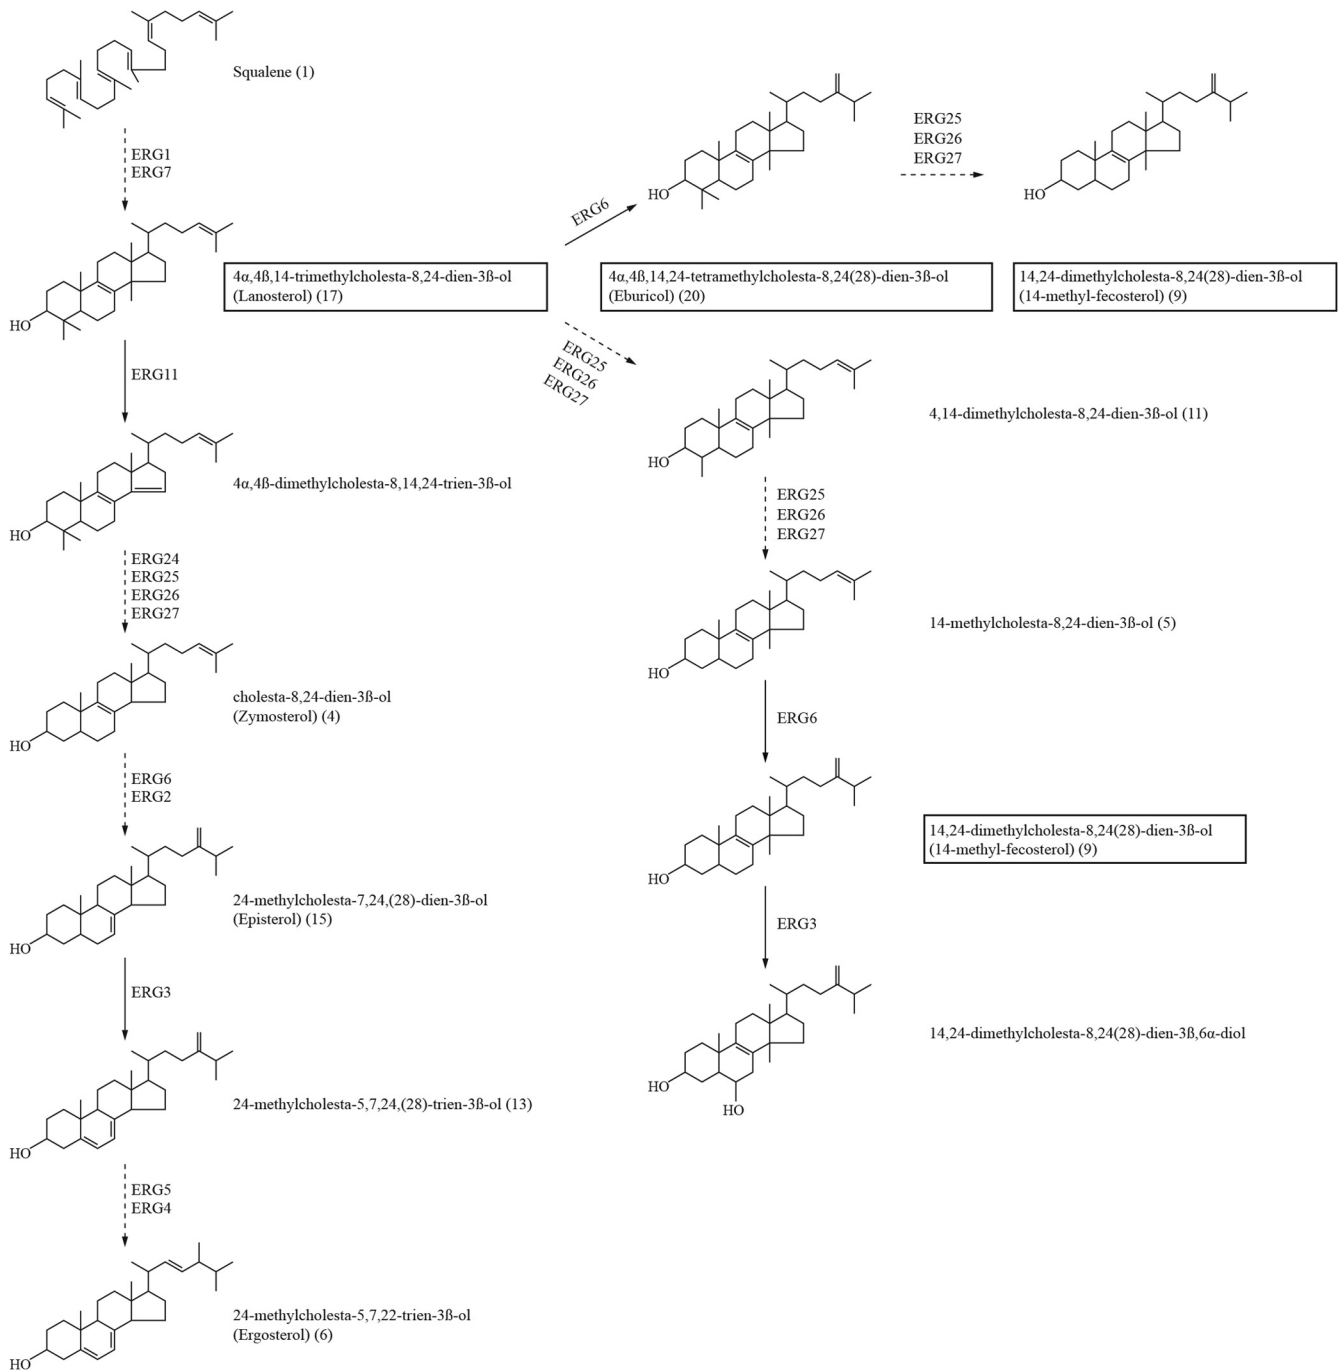 Squalene (1)
ERG1
ERG7
HO
4α,4ß,14-trimethylcholesta-8,24-dien-3ß-ol
(Lanosterol) (17)
ERG11
HO
4α,4ß-dimethylcholesta-8,14,24-trien-3ß-ol
ERG24
ERG25
ERG26
ERG27
HO
cholesta-8,24-dien-3ß-ol
(Zymosterol) (4)
ERG6
ERG2
HO
24-methylcholesta-7,24,(28)-dien-3ß-ol
(Episterol) (15)
ERG3
HO
24-methylcholesta-5,7,24,(28)-trien-3ß-ol (13)
ERG5
ERG4
HO
24-methylcholesta-5,7,22-trien-3ß-ol
(Ergosterol) (6)
ERG6
HO
4α,4ß,14,24-tetramethylcholesta-8,24(28)-dien-3ß-ol
(Eburicol) (20)
ERG25
ERG26
ERG27
HO
14,24-dimethylcholesta-8,24(28)-dien-3ß-ol
(14-methyl-fecosterol) (9)
ERG25
ERG26
ERG27
HO
4,14-dimethylcholesta-8,24-dien-3ß-ol (11)
ERG25
ERG26
ERG27
HO
14-methylcholesta-8,24-dien-3ß-ol (5)
ERG6
HO
14,24-dimethylcholesta-8,24(28)-dien-3ß-ol
(14-methyl-fecosterol) (9)
ERG3
HO
HO
14,24-dimethylcholesta-8,24(28)-dien-3ß,6α-diol